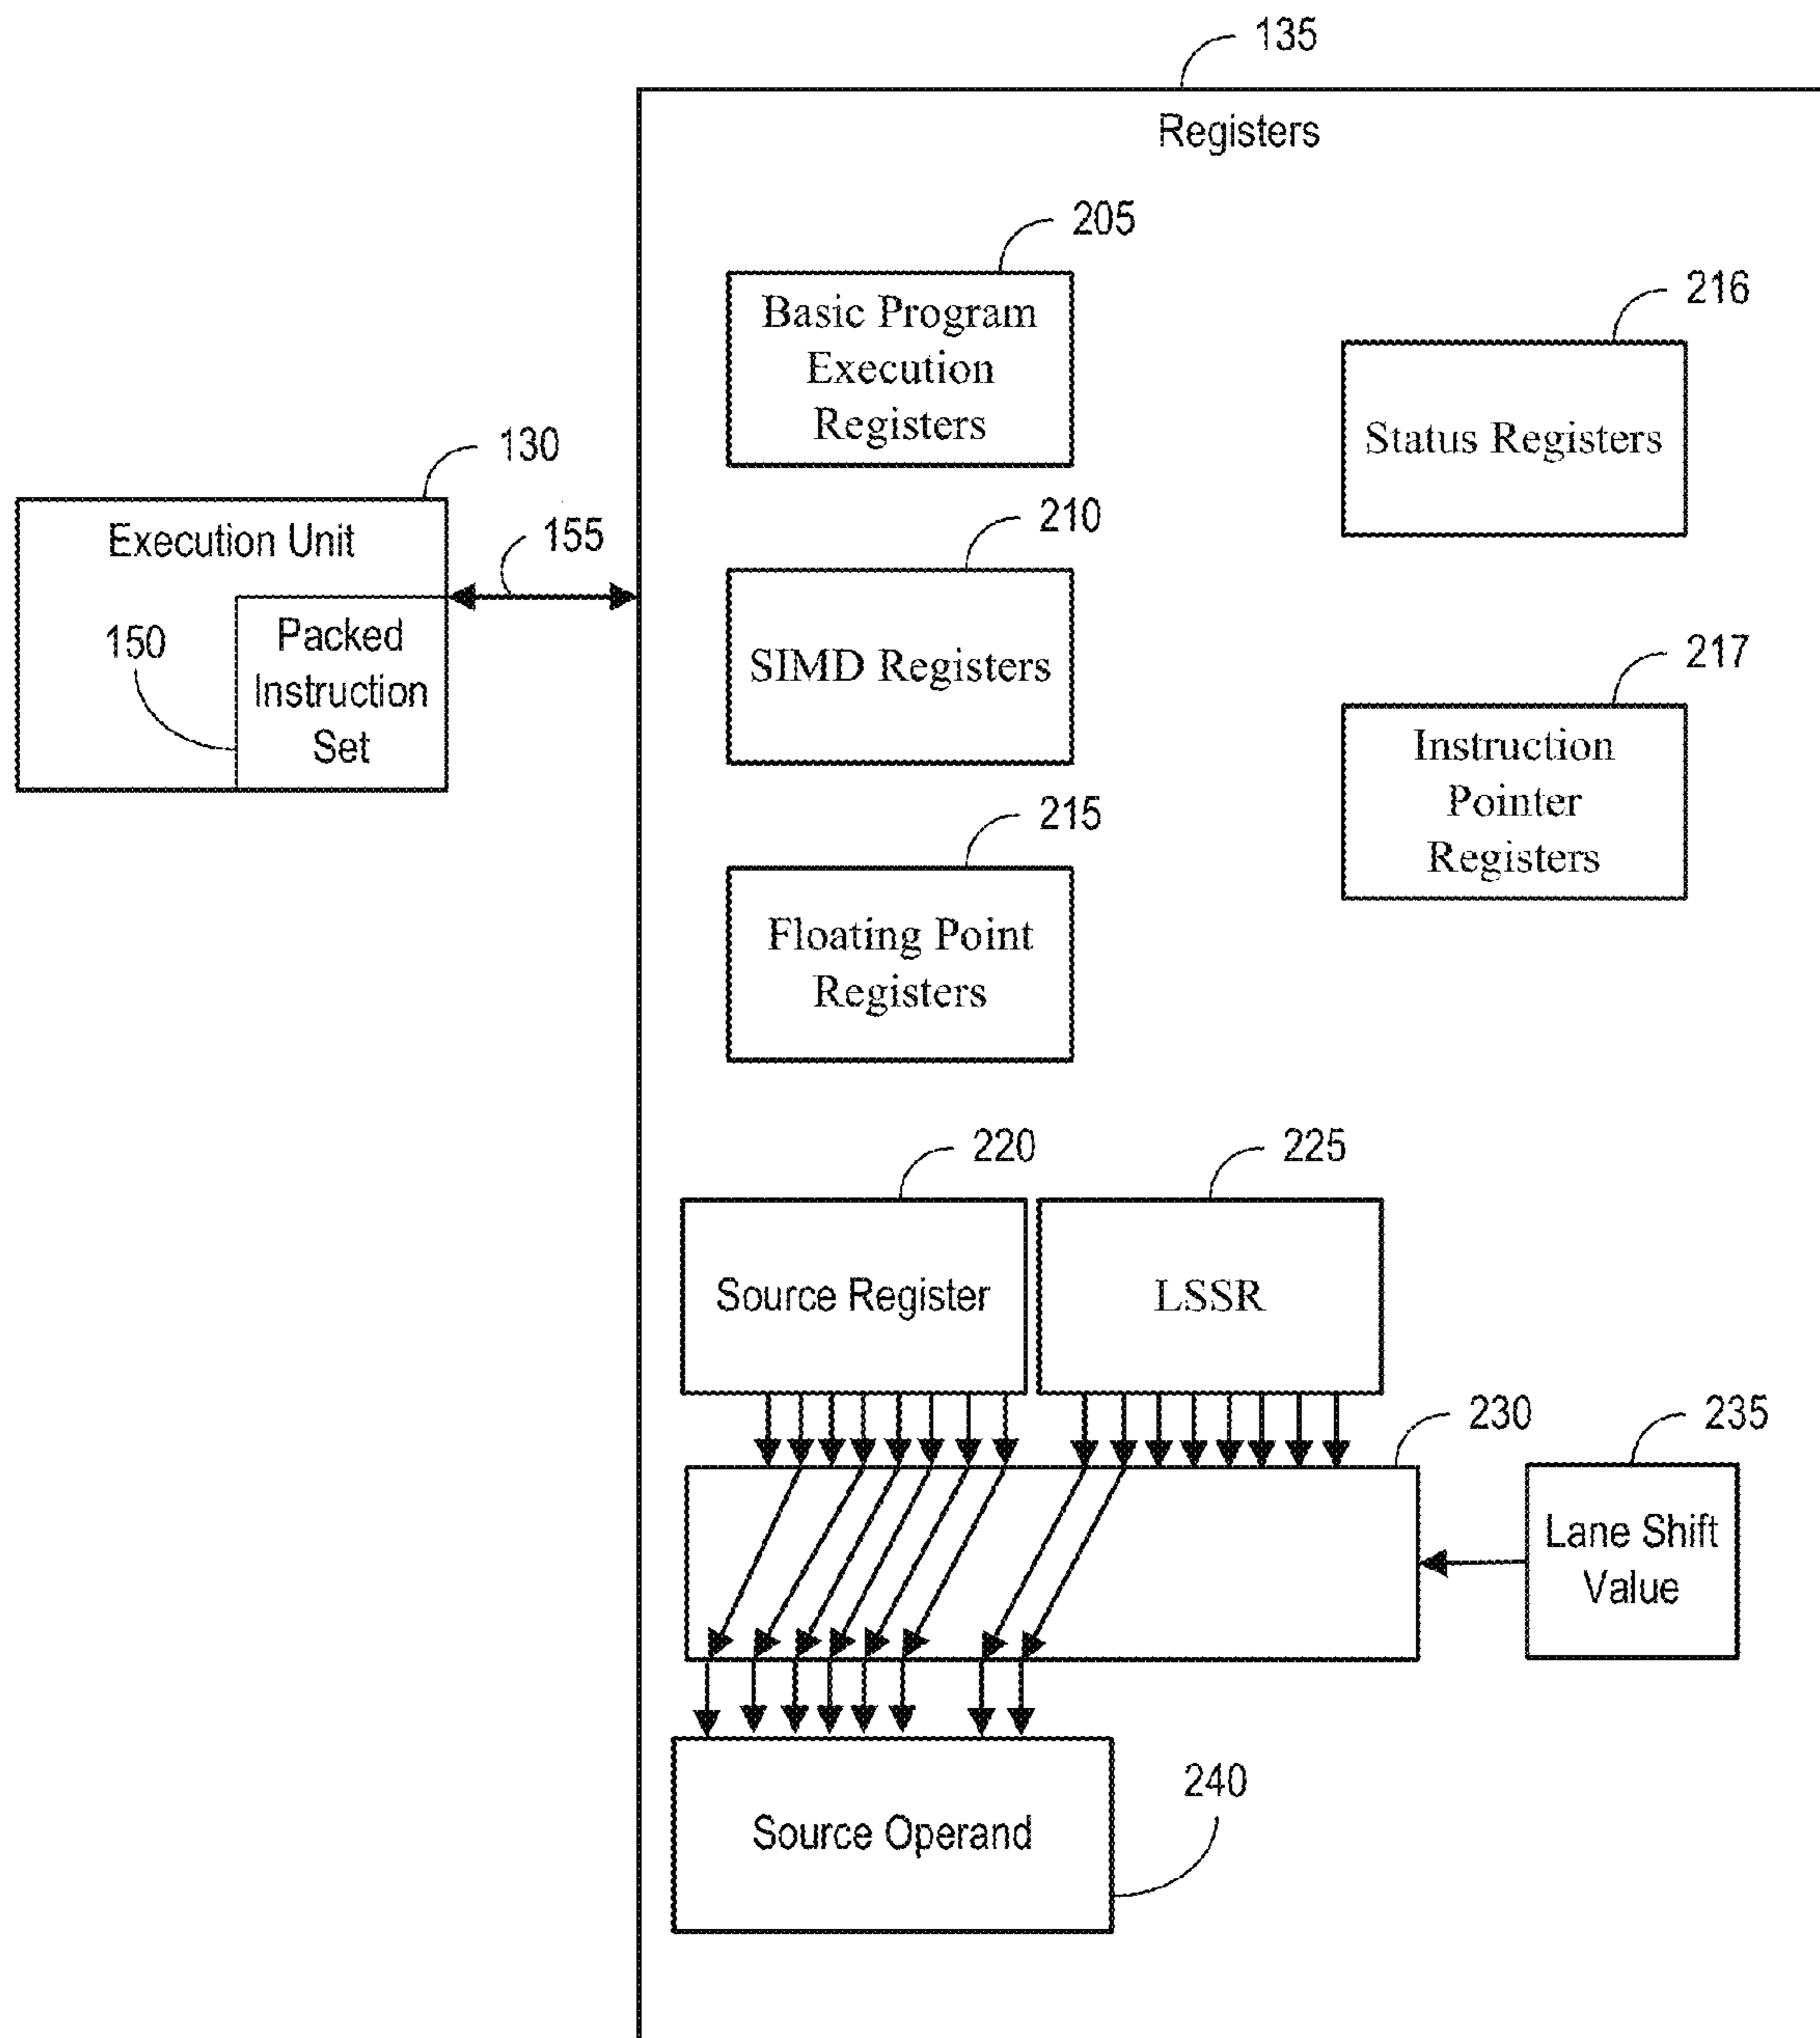 135
Registers
205
Basic Program
Execution
Registers
216
Status Registers
130
Execution Unit
155
150
Packed
Instruction
Set
210
SIMD Registers
217
Instruction
Pointer
Registers
215
Floating Point
Registers
220
225
Source Register
LSSR
230
235
Lane Shift
Value
240
Source Operand